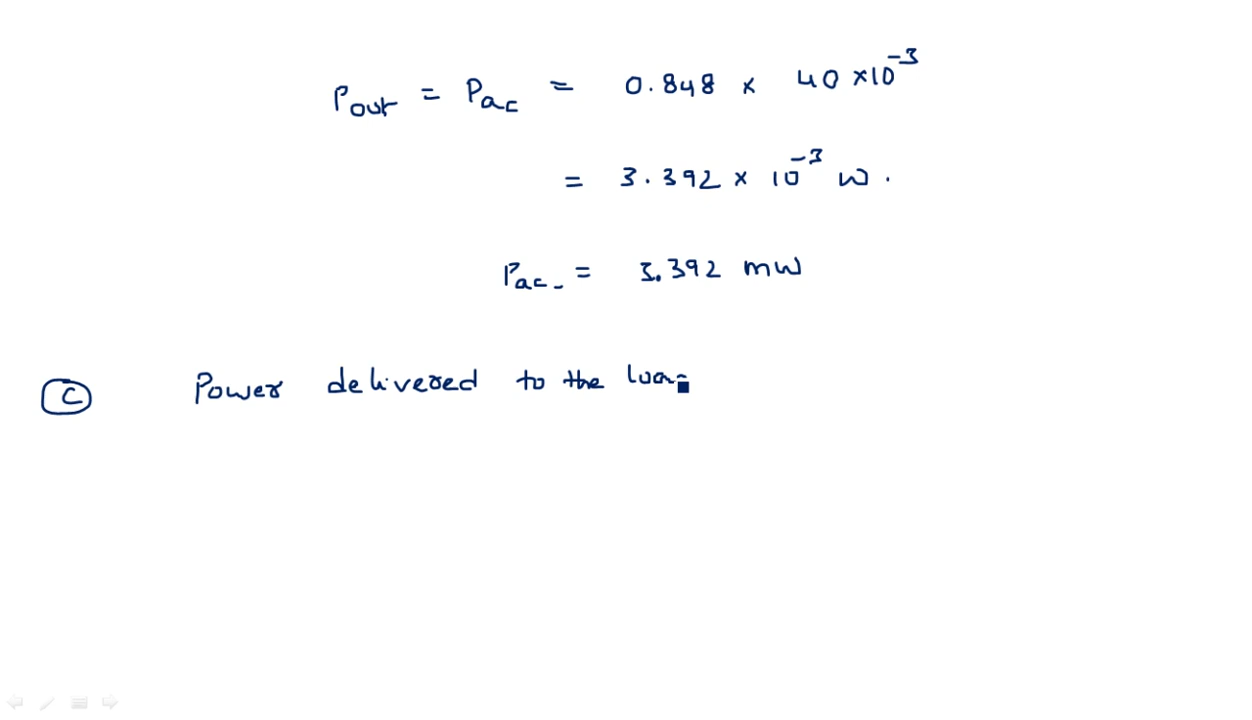 Pout = Pac = 0.848 × 40 ×10⁻³
= 3.392 × 10⁻³ W.
Pac = 3.392 mW
C Power delivered to the loa